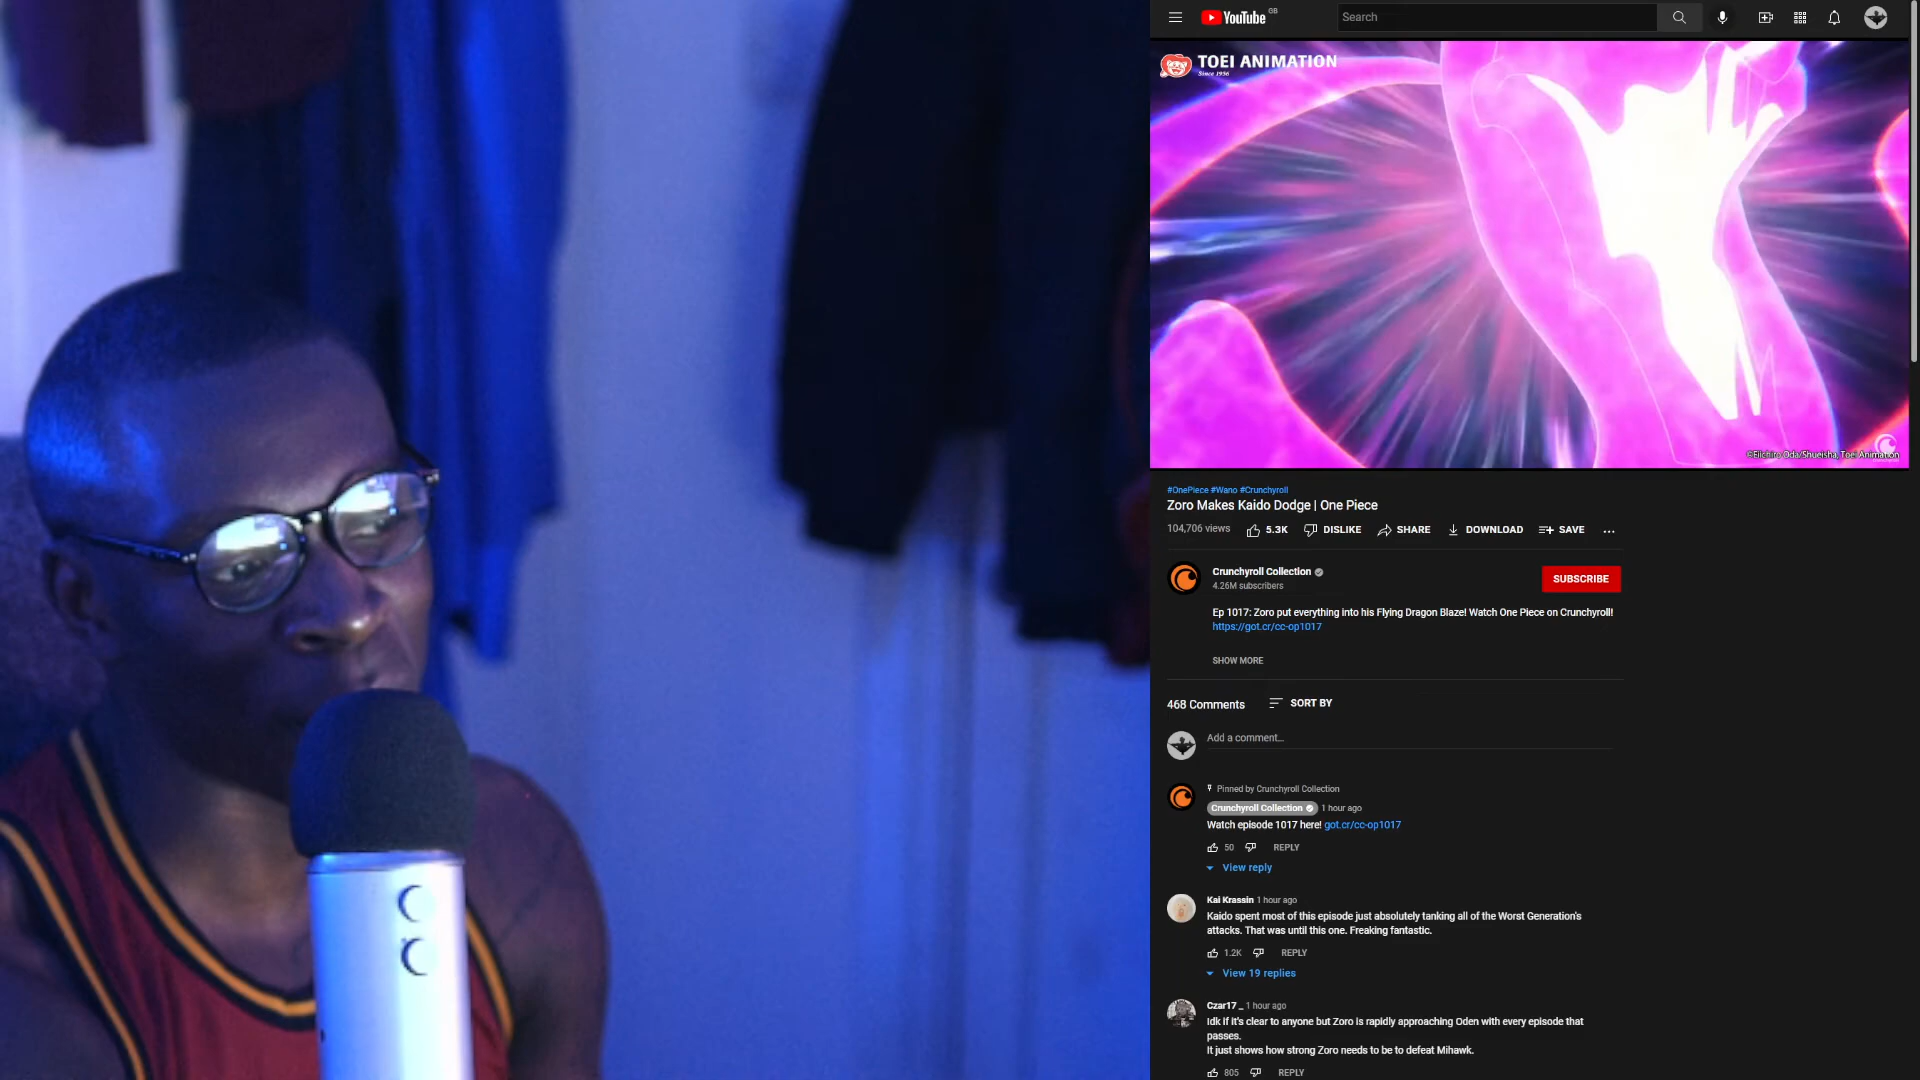 YouTube GB
Search
TOEI ANIMATION
Since 1956
©Eiichiro Oda/Shueisha, Toei Animation
#OnePiece #Wano #Crunchyroll
Zoro Makes Kaido Dodge | One Piece
104,706 views
5.3K
DISLIKE
SHARE
DOWNLOAD
SAVE
Crunchyroll Collection
4.26M subscribers
SUBSCRIBE
Ep 1017: Zoro put everything into his Flying Dragon Blaze! Watch One Piece on Crunchyroll!
https://got.cr/cc-op1017
SHOW MORE
468 Comments
SORT BY
Add a comment...
Pinned by Crunchyroll Collection
Crunchyroll Collection 1 hour ago
Watch episode 1017 here! got.cr/cc-op1017
50
REPLY
View reply
Kai Krassin 1 hour ago
Kaido spent most of this episode just absolutely tanking all of the Worst Generation's
attacks. That was until this one. Freaking fantastic.
1.2K
REPLY
View 19 replies
Czar17 _ 1 hour ago
Idk if it's clear to anyone but Zoro is rapidly approaching Oden with every episode that
passes.
It just shows how strong Zoro needs to be to defeat Mihawk.
805
REPLY